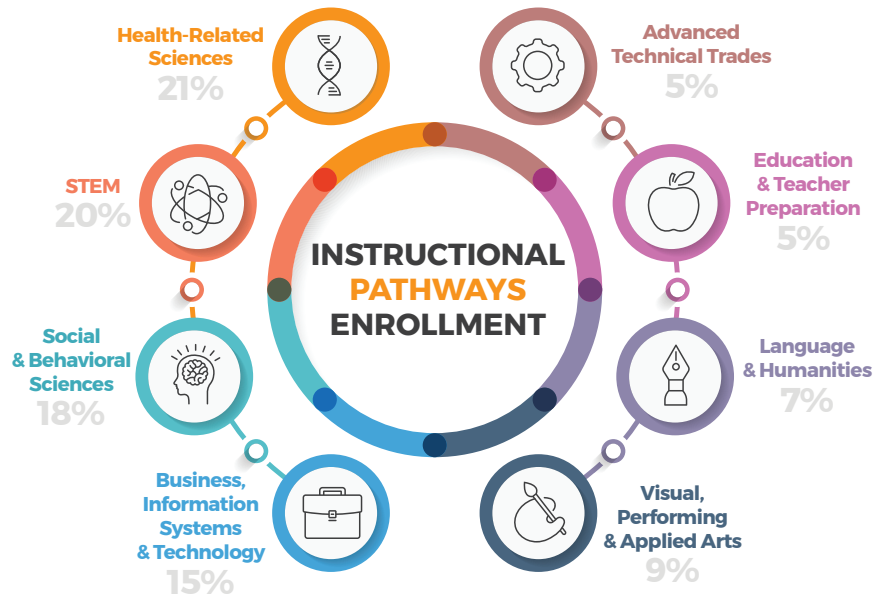 INSTRUCTIONAL
PATHWAYS
ENROLLMENT
Health-Related
Sciences
21%
STEM
20%
Social
& Behavioral
Sciences
18%
Business,
Information
Systems
& Technology
15%
Advanced
Technical Trades
5%
Education
& Teacher
Preparation
5%
Language
& Humanities
7%
Visual,
Performing
& Applied Arts
9%